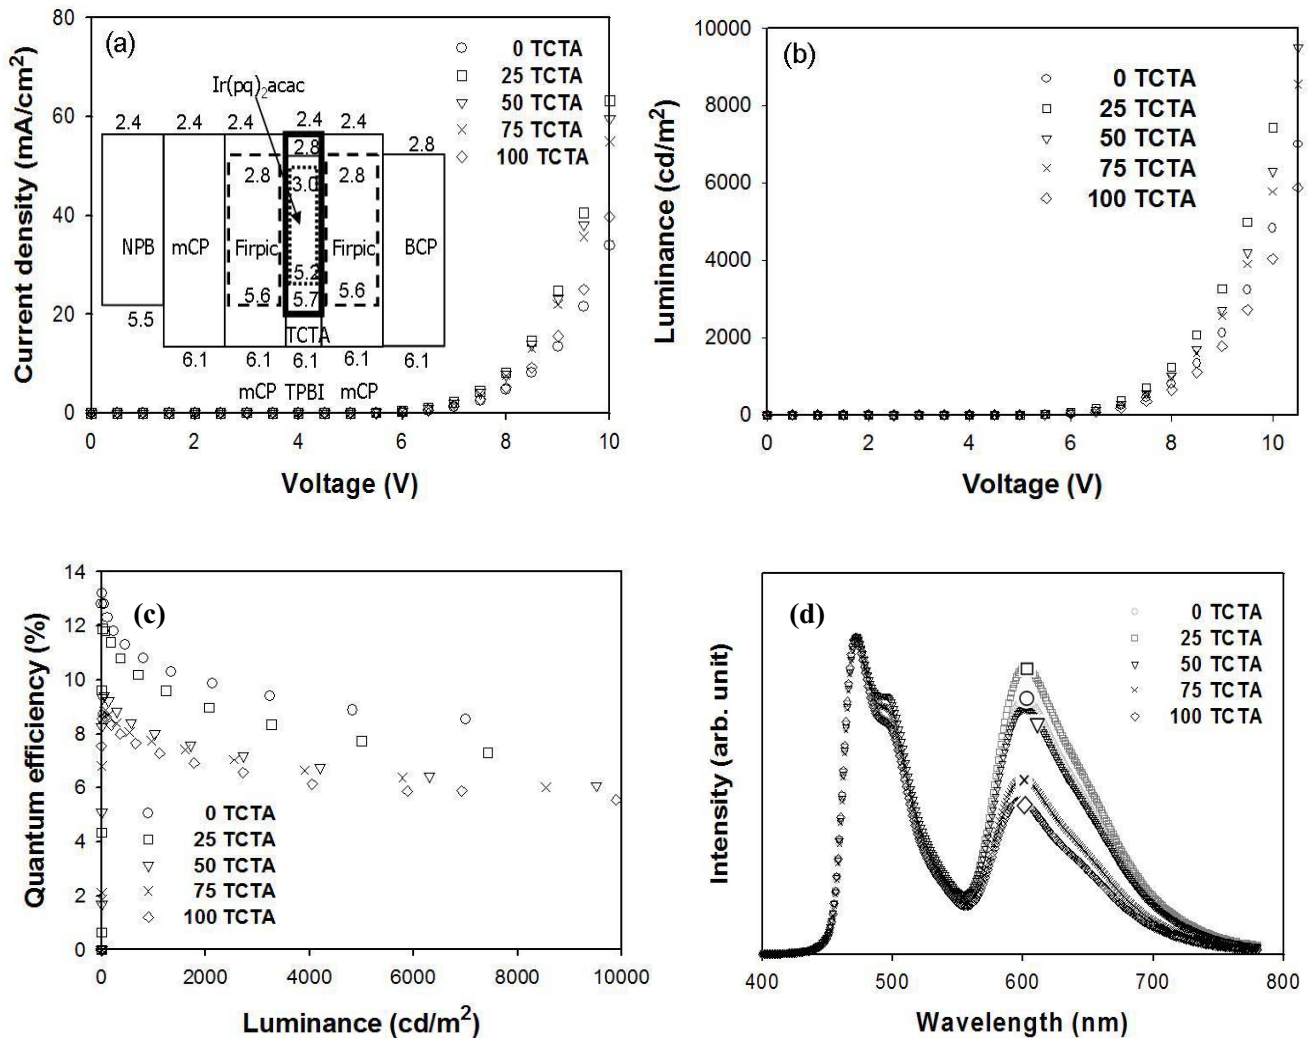 (a)
80
60
40
20
0
Current density (mA/cm²)
0 TCTA
25 TCTA
50 TCTA
75 TCTA
100 TCTA
Ir(pq)₂acac
2.4 2.4 2.4 2.4 2.4
2.8 2.8
2.8 3.0 2.8
NPB mCP Firpic Firpic BCP
5.2
5.6 5.7 5.6
5.5 TCTA
6.1 6.1 6.1 6.1 6.1
mCP TPBI mCP
0 2 4 6 8 10
Voltage (V)
(b)
10000
8000
6000
4000
2000
0
Luminance (cd/m²)
0 TCTA
25 TCTA
50 TCTA
75 TCTA
100 TCTA
0 2 4 6 8 10
Voltage (V)
(c)
14
12
10
8
6
4
2
0
Quantum efficiency (%)
0 TCTA
25 TCTA
50 TCTA
75 TCTA
100 TCTA
0 2000 4000 6000 8000 10000
Luminance (cd/m²)
(d)
Intensity (arb. unit)
0 TCTA
25 TCTA
50 TCTA
75 TCTA
100 TCTA
400 500 600 700 800
Wavelength (nm)